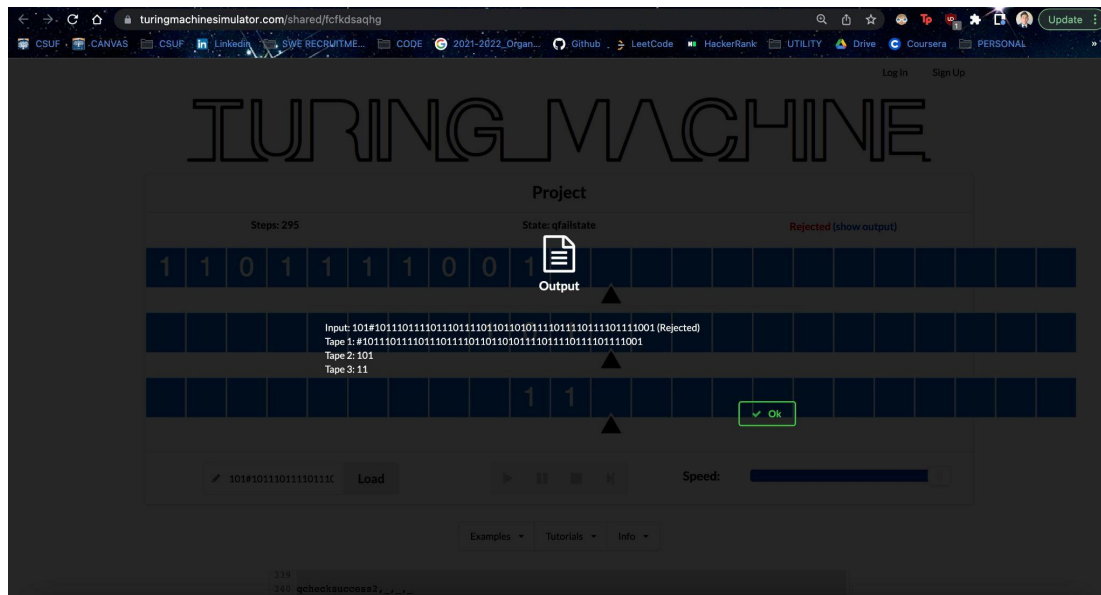 turingmachinesimulator.com/shared/fcfkdsaqhg
Update
CSUF
CANVAS
CSUF
Linkedin
SWE RECRUITME...
CODE
2021-2022_Organ...
Github
LeetCode
HackerRank
UTILITY
Drive
Coursera
PERSONAL
»
Log In Sign Up
TURING MACHINE
Project
Steps: 295
State: qfailstate
Rejected (show output)
1 1 0 1 1 1 1 0 0 1
Output
Input: 101#1011101111011101111011011010111101111011110111001 (Rejected)
Tape 1: #1011101111011101111011011010111101111011110111001
Tape 2: 101
Tape 3: 11
1 1
Ok
101#1011101111011101
Load
Speed:
Examples
Tutorials
Info
339
340 qchecksuccess2,